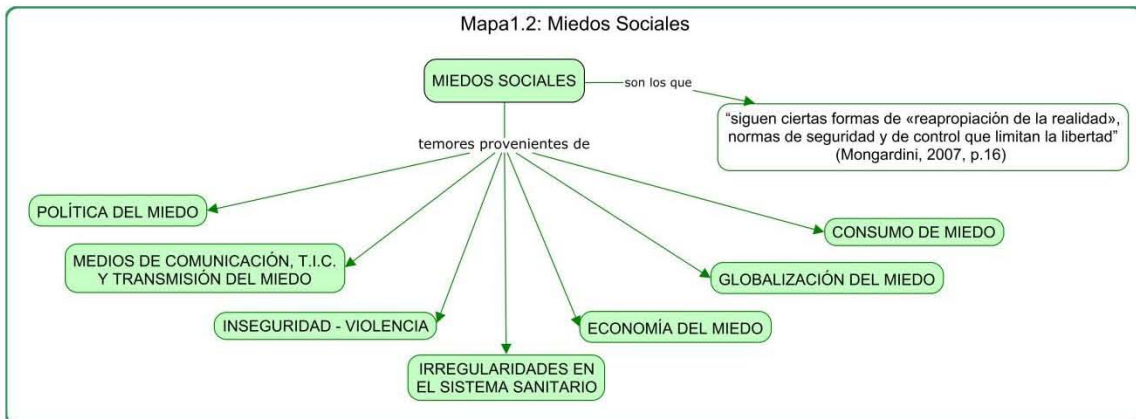 Mapa1.2: Miedos Sociales
MIEDOS SOCIALES
son los que
“siguen ciertas formas de «reapropiación de la realidad»,
normas de seguridad y de control que limitan la libertad”
(Mongardini, 2007, p.16)
temores provenientes de
POLÍTICA DEL MIEDO
MEDIOS DE COMUNICACIÓN, T.I.C.
Y TRANSMISIÓN DEL MIEDO
INSEGURIDAD - VIOLENCIA
IRREGULARIDADES EN
EL SISTEMA SANITARIO
ECONOMÍA DEL MIEDO
GLOBALIZACIÓN DEL MIEDO
CONSUMO DE MIEDO